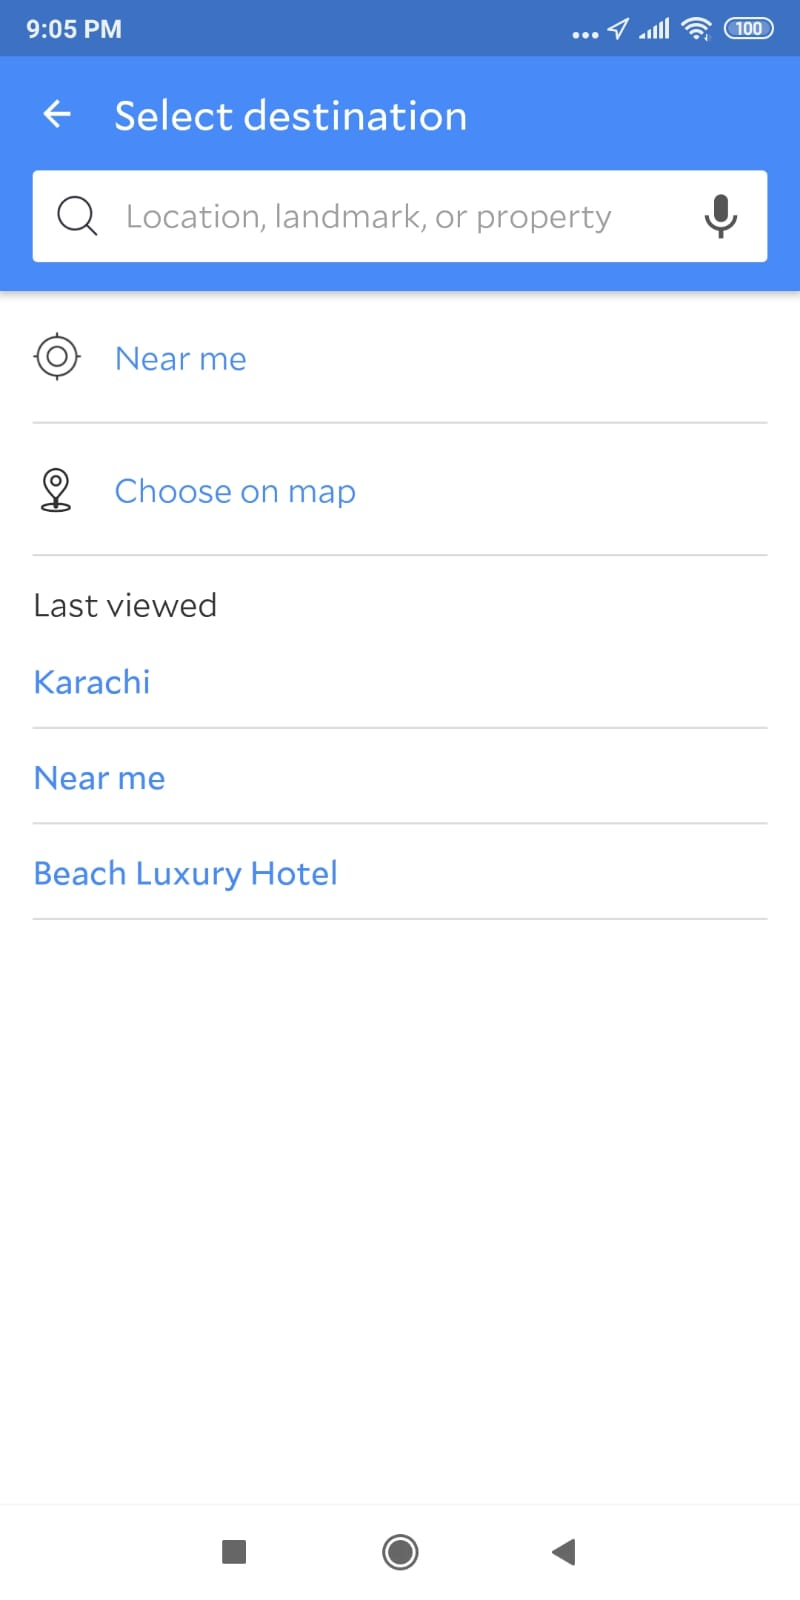 9:05 PM
100
Select destination
Location, landmark, or property
Near me
Choose on map
Last viewed
Karachi
Near me
Beach Luxury Hotel